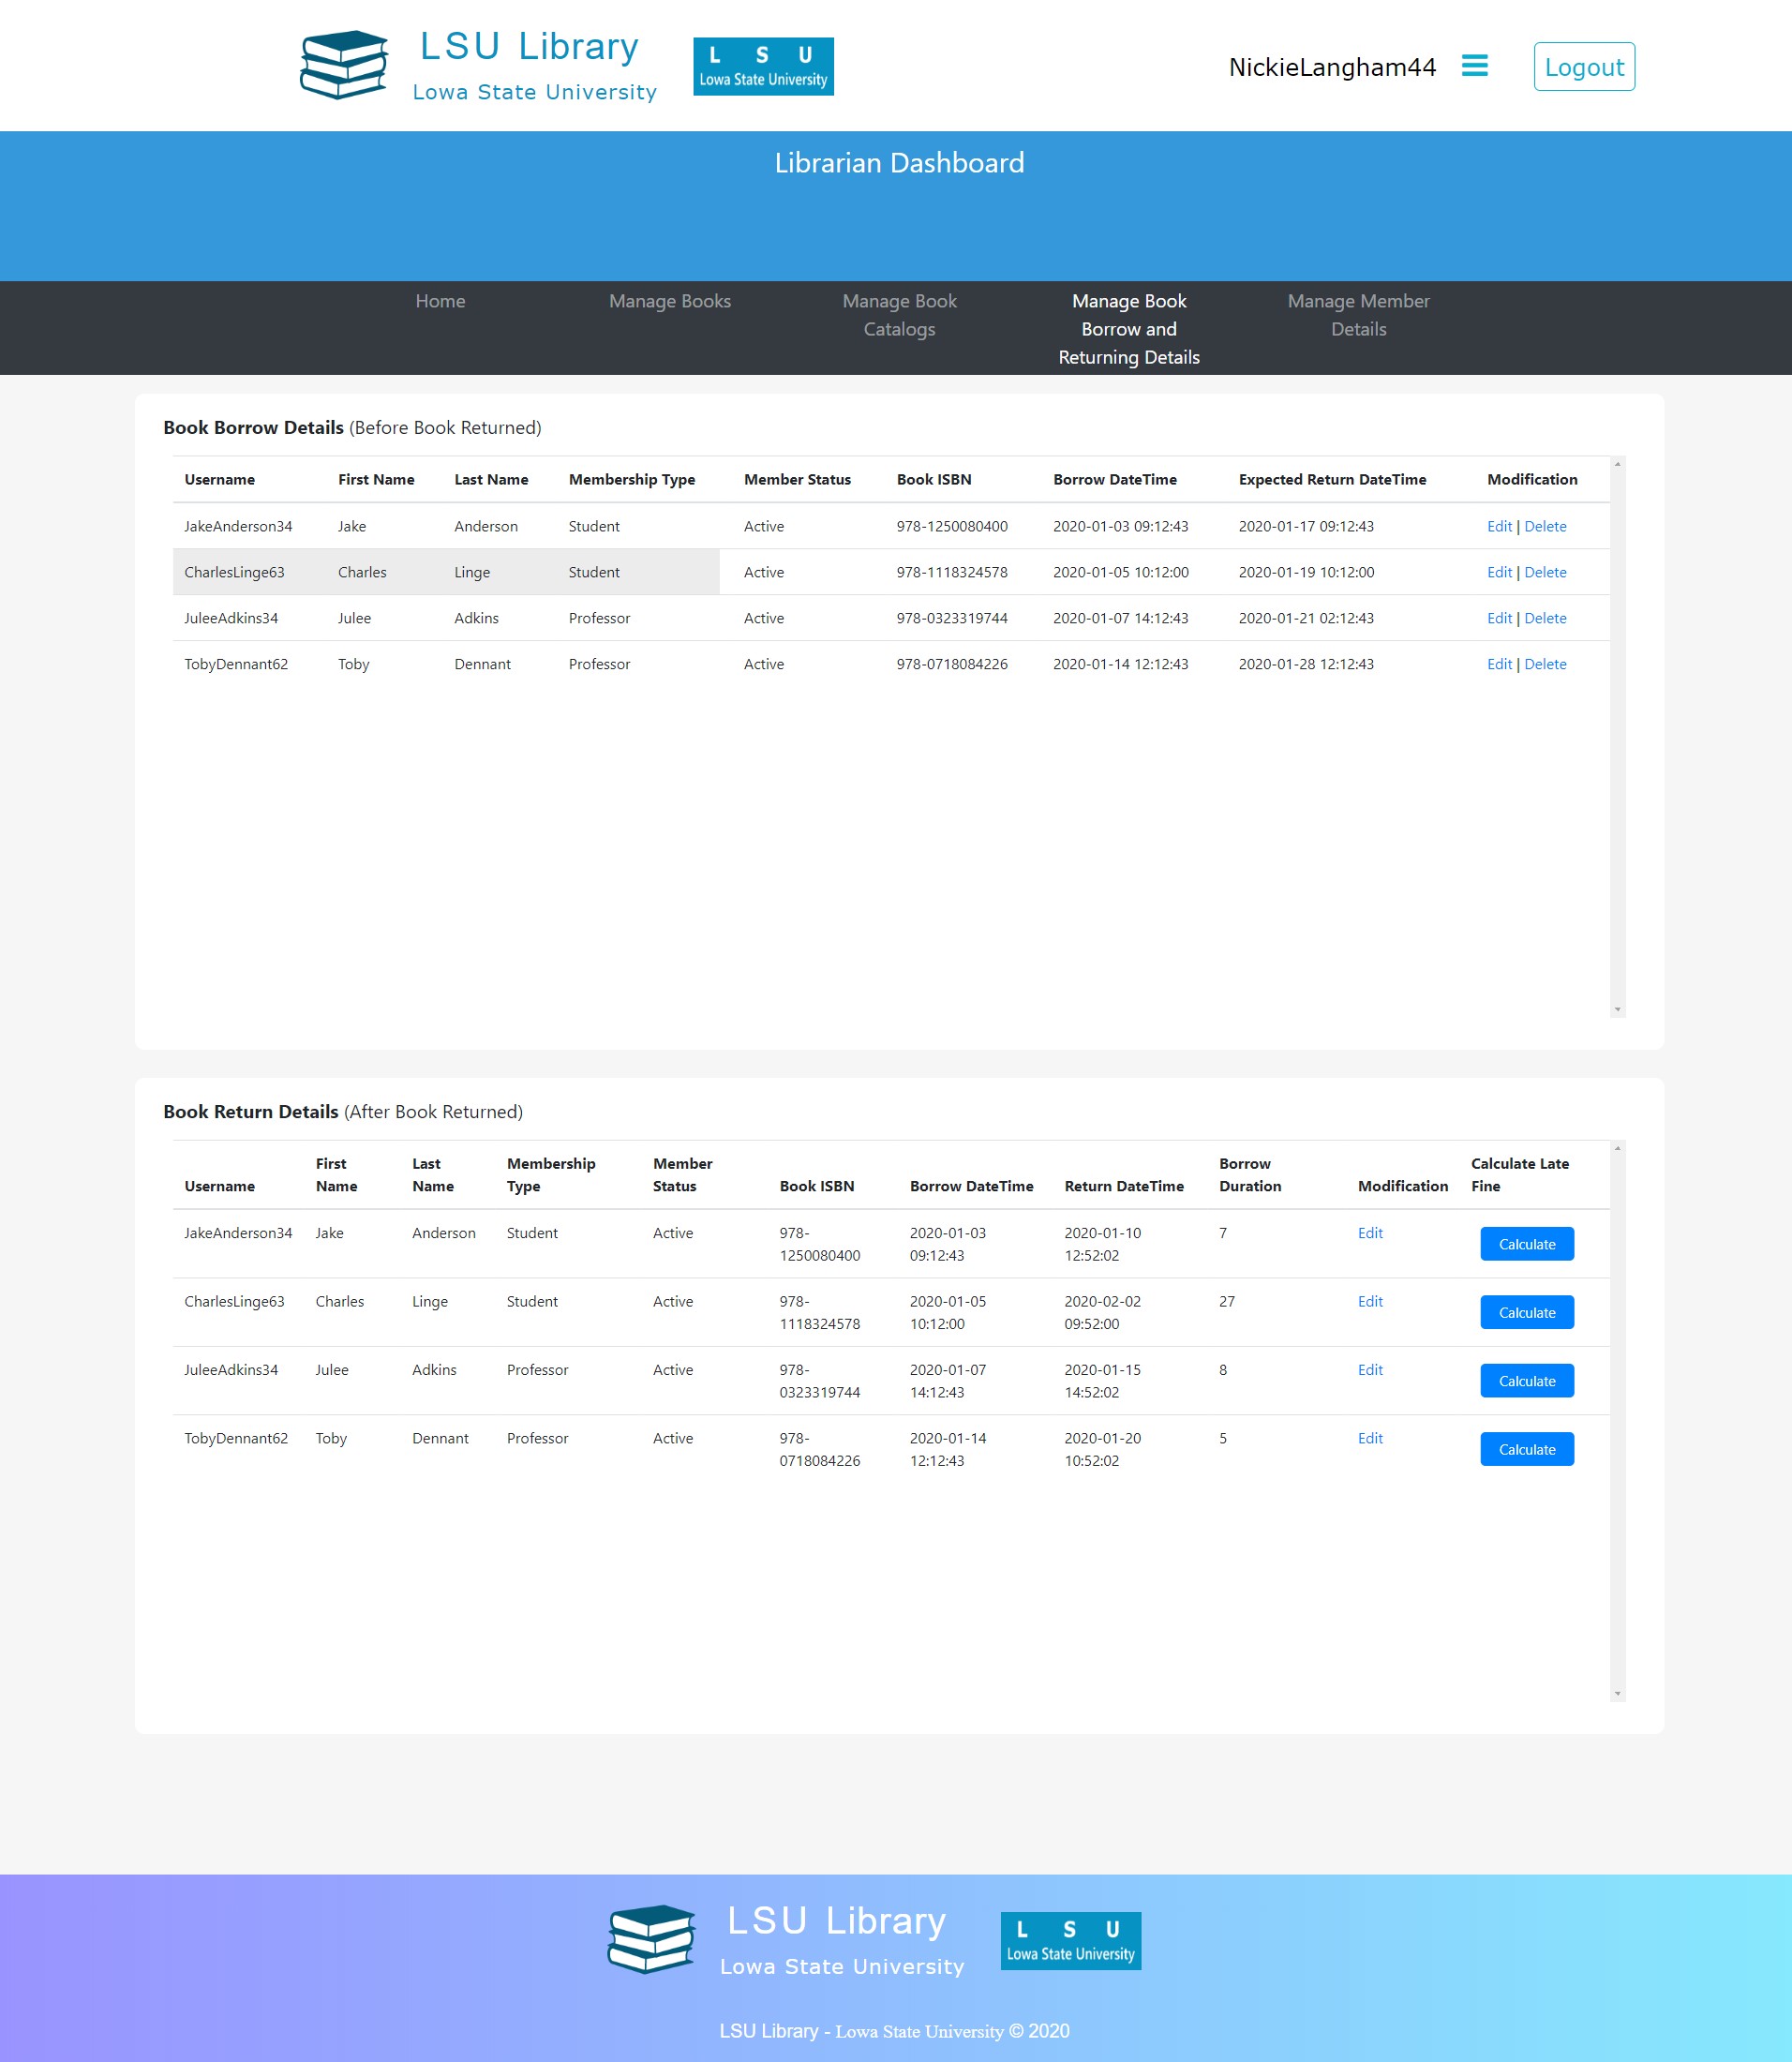 LSU Library
Lowa State University
L S U
Lowa State University
NickieLangham44
Logout
Librarian Dashboard
Home
Manage Books
Manage Book
Catalogs
Manage Book
Borrow and
Returning Details
Manage Member
Details
Book Borrow Details (Before Book Returned)
Username First Name Last Name Membership Type Member Status Book ISBN Borrow DateTime Expected Return DateTime Modification
JakeAnderson34 Jake Anderson Student Active 978-1250080400 2020-01-03 09:12:43 2020-01-17 09:12:43 Edit | Delete
CharlesLinge63 Charles Linge Student Active 978-1118324578 2020-01-05 10:12:00 2020-01-19 10:12:00 Edit | Delete
JuleeAdkins34 Julee Adkins Professor Active 978-0323319744 2020-01-07 14:12:43 2020-01-21 02:12:43 Edit | Delete
TobyDennant62 Toby Dennant Professor Active 978-0718084226 2020-01-14 12:12:43 2020-01-28 12:12:43 Edit | Delete
Book Return Details (After Book Returned)
First Last Membership Member Borrow Calculate Late
Username Name Name Type Status Book ISBN Borrow DateTime Return DateTime Duration Modification Fine
JakeAnderson34 Jake Anderson Student Active 978- 2020-01-03 2020-01-10 7 Edit Calculate
1250080400 09:12:43 12:52:02
CharlesLinge63 Charles Linge Student Active 978- 2020-01-05 2020-02-02 27 Edit Calculate
1118324578 10:12:00 09:52:00
JuleeAdkins34 Julee Adkins Professor Active 978- 2020-01-07 2020-01-15 8 Edit Calculate
0323319744 14:12:43 14:52:02
TobyDennant62 Toby Dennant Professor Active 978- 2020-01-14 2020-01-20 5 Edit Calculate
0718084226 12:12:43 10:52:02
LSU Library
Lowa State University
L S U
Lowa State University
LSU Library - Lowa State University © 2020